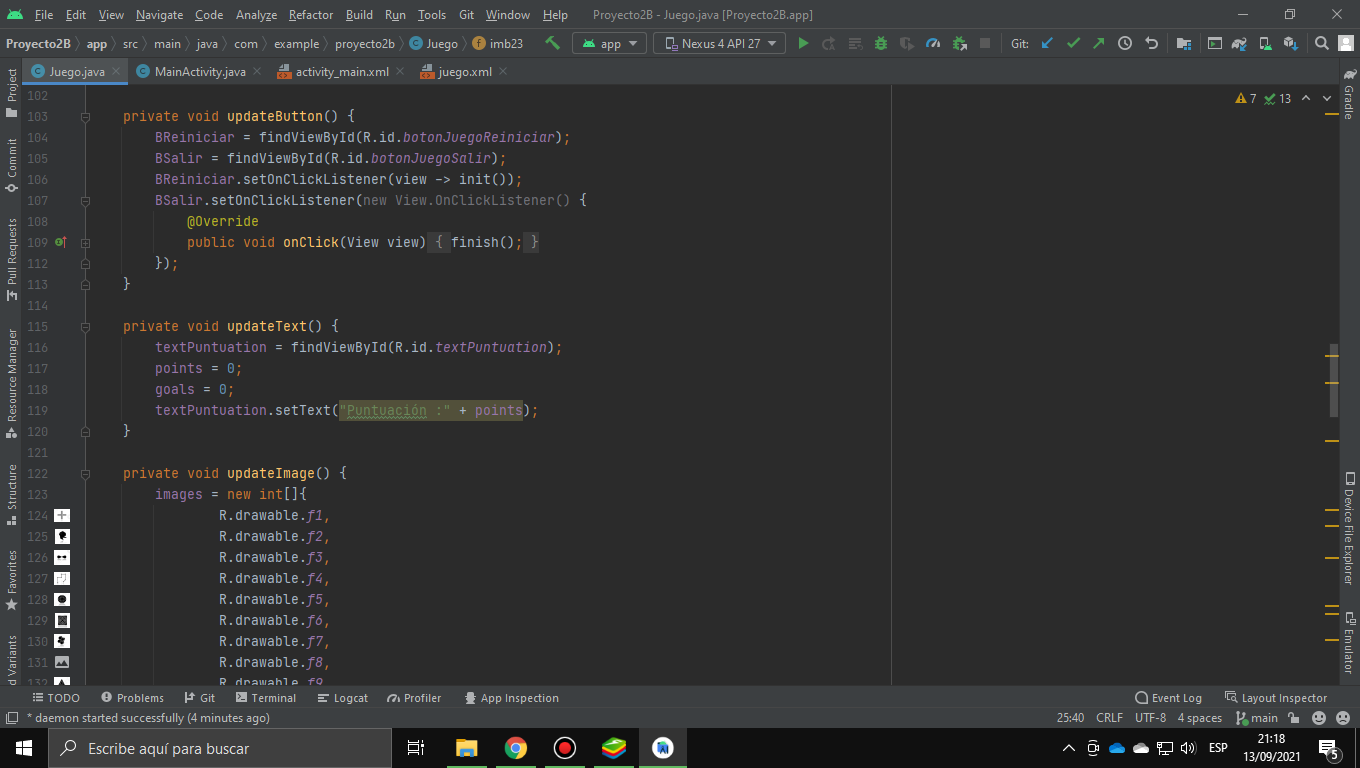 File Edit View Navigate Code Analyze Refactor Build Run Tools Git Window Help Proyecto2B - Juego.java [Proyecto2B.app]
Proyecto2B app src main java com example proyecto2b Juego imb23 app Nexus 4 API 27 Git:
Juego.java MainActivity.java activity_main.xml juego.xml
Project
Commit
Pull Requests
Resource Manager
Structure
Favorites
d Variants
7 13
102
103 private void updateButton() {
104 BReiniciar = findViewById(R.id.botonJuegoReiniciar);
105 BSalir = findViewById(R.id.botonJuegoSalir);
106 BReiniciar.setOnClickListener(view -> init());
107 BSalir.setOnClickListener(new View.OnClickListener() {
108 @Override
109 public void onClick(View view) { finish(); }
112 });
113 }
114
115 private void updateText() {
116 textPuntuation = findViewById(R.id.textPuntuation);
117 points = 0;
118 goals = 0;
119 textPuntuation.setText("Puntuación :" + points);
120 }
121
122 private void updateImage() {
123 images = new int[]{
124 R.drawable.f1,
125 R.drawable.f2,
126 R.drawable.f3,
127 R.drawable.f4,
128 R.drawable.f5,
129 R.drawable.f6,
130 R.drawable.f7,
131 R.drawable.f8,
132 R.drawable.f9
Gradle
Device File Explorer
Emulator
TODO Problems Git Terminal Logcat Profiler App Inspection Event Log Layout Inspector
* daemon started successfully (4 minutes ago) 25:40 CRLF UTF-8 4 spaces main
Escribe aquí para buscar ESP 21:18
13/09/2021 5